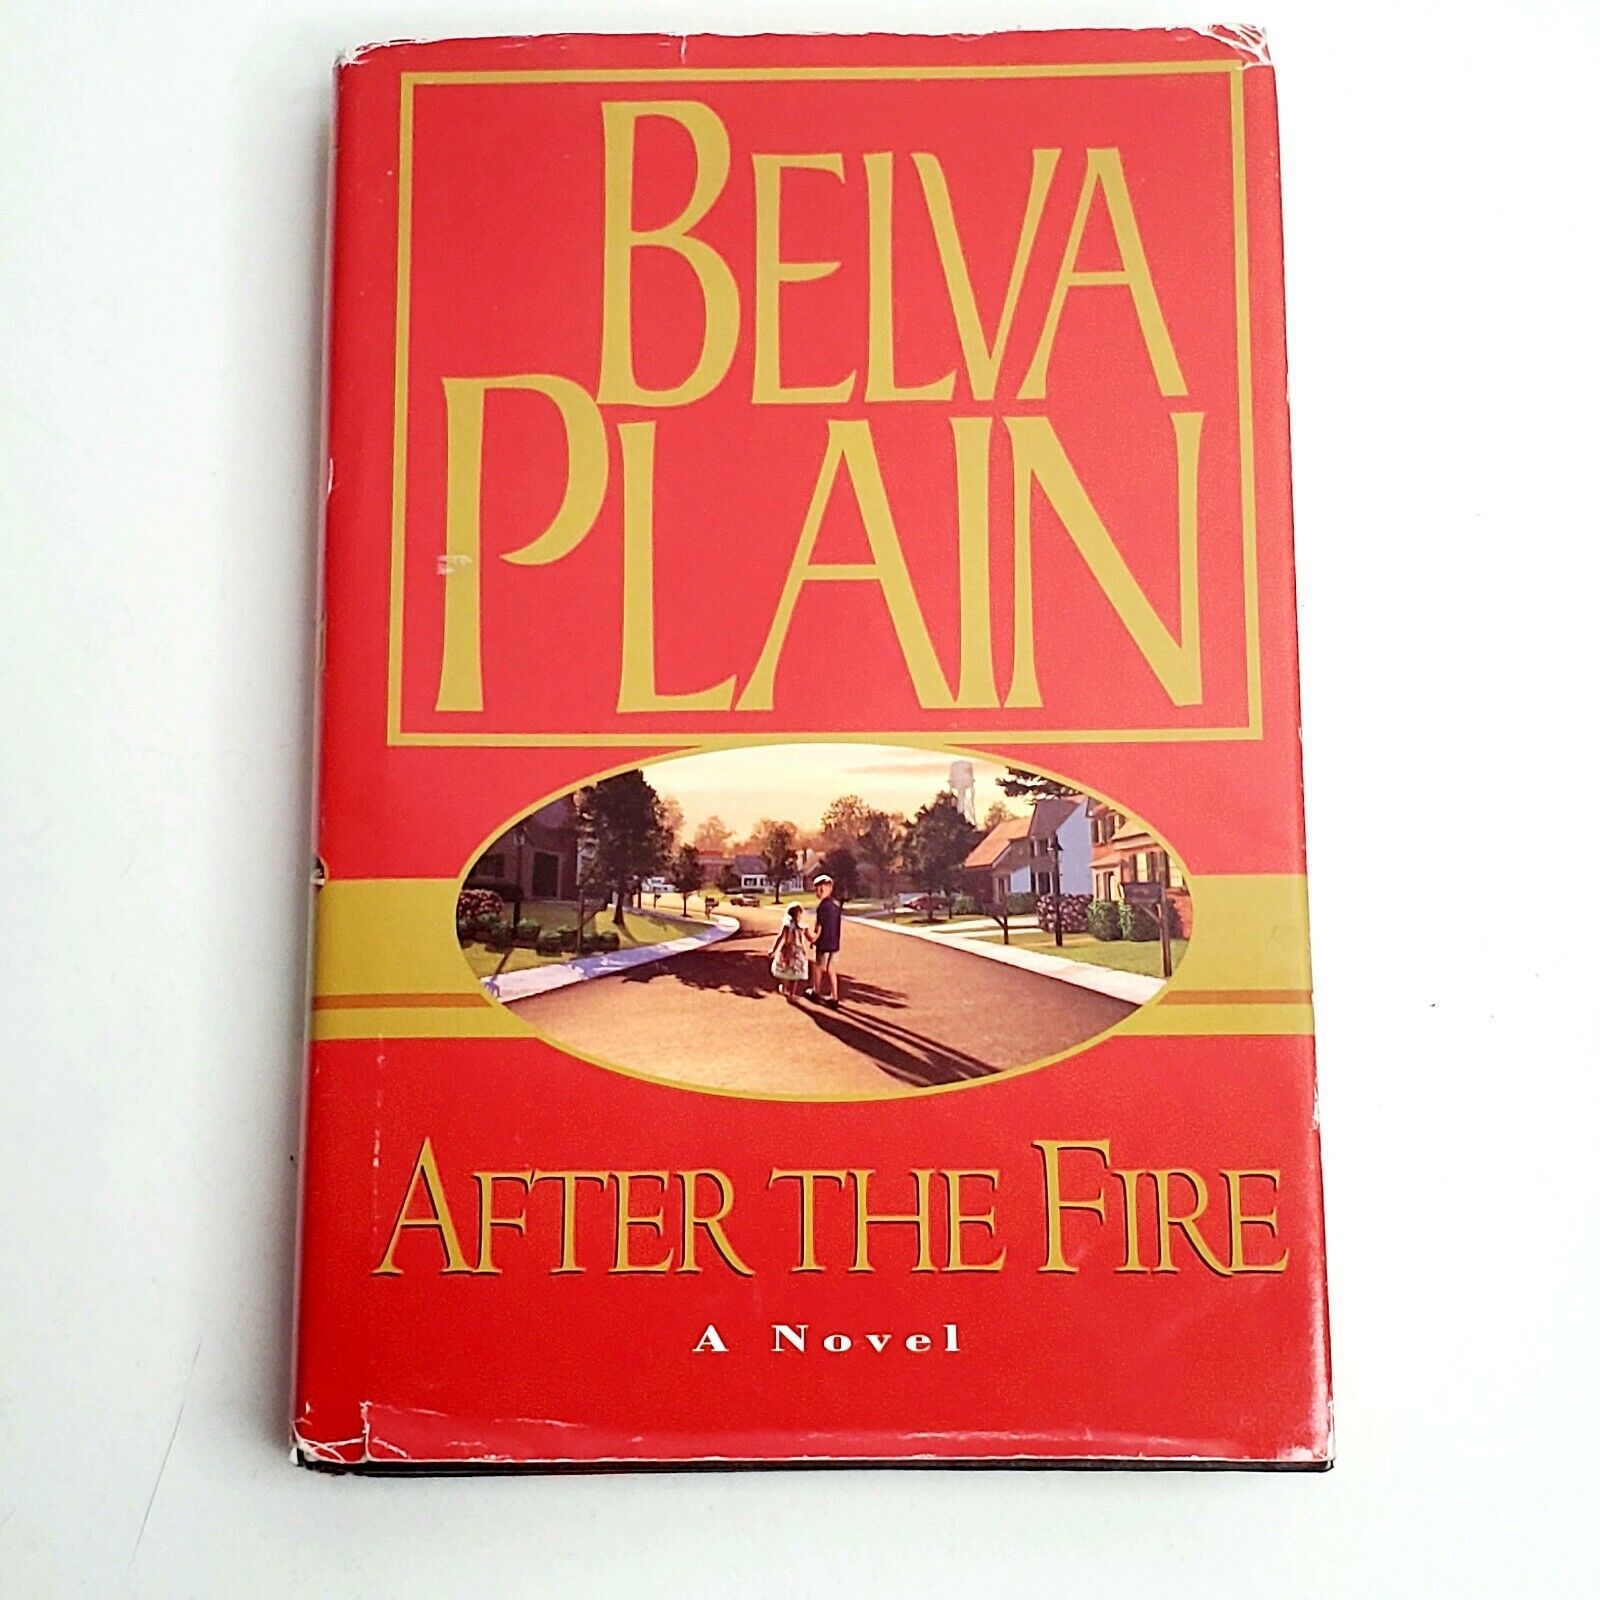 BELVA
PLAIN
AFTER THE FIRE
A Novel